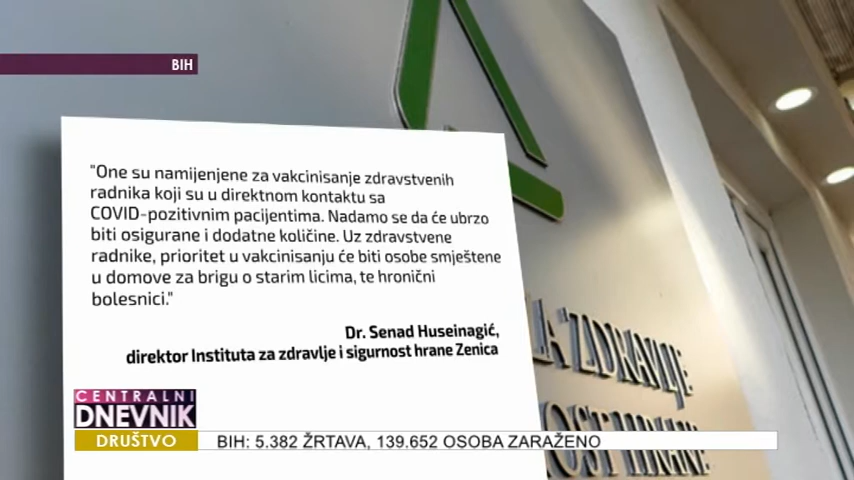 BIH
"One su namijenjene za vakcinisanje zdravstvenih
radnika koji su u direktnom kontaktu sa
COVID-pozitivnim pacijentima. Nadamo se da će ubrzo
biti osigurane i dodatne količine. Uz zdravstvene
radnike, prioritet u vakcinisanju će biti osobe smještene
u domove za brigu o starim licima, te hronični
bolesnici."
Dr. Senad Huseinagić,
direktor Instituta za zdravlje i sigurnost hrane Zenica
ZDRAVLJE
HRANE
CENTRALNI
DNEVNIK
DRUŠTVO
BIH: 5.382 ŽRTAVA, 139.652 OSOBA ZARAŽENO